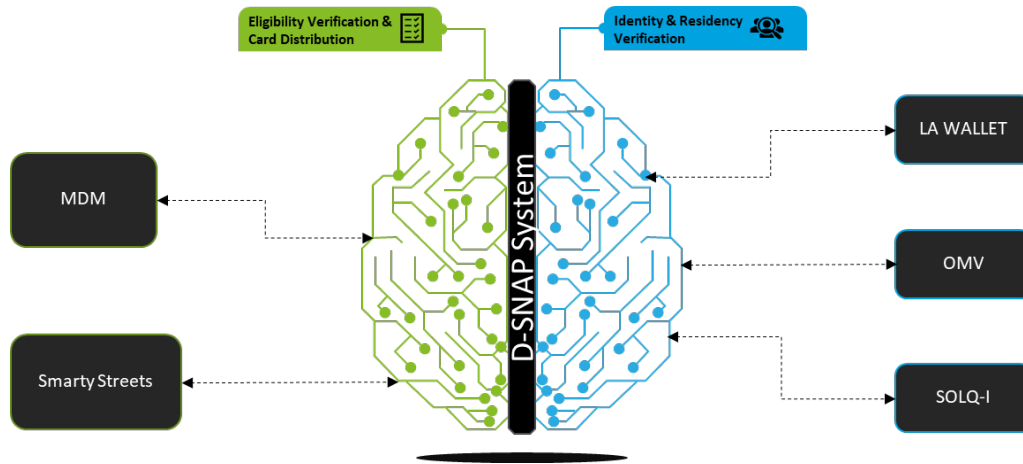 Eligibility Verification &
Card Distribution
Identity & Residency
Verification
LA WALLET
MDM
D-SNAP System
OMV
Smarty Streets
SOLQ-I